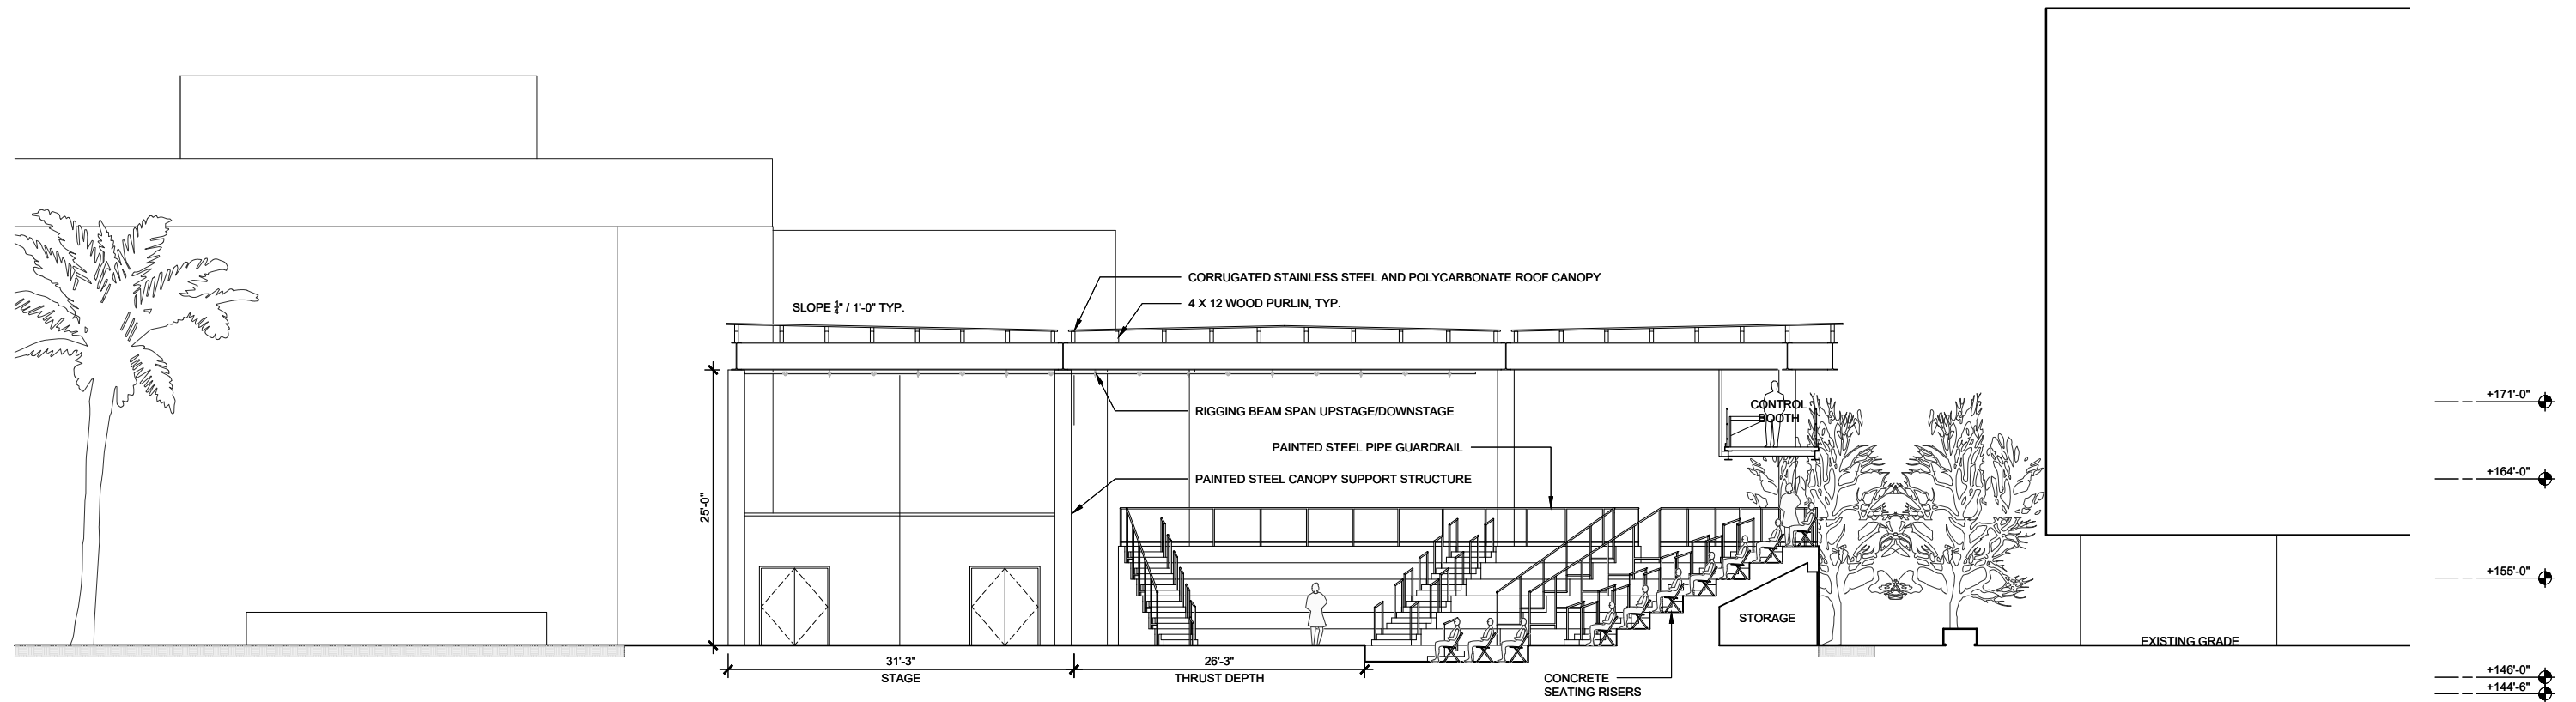 CORRUGATED STAINLESS STEEL AND POLYCARBONATE ROOF CANOPY
4 X 12 WOOD PURLIN, TYP.
SLOPE ¼" / 1'-0" TYP.
RIGGING BEAM SPAN UPSTAGE/DOWNSTAGE
PAINTED STEEL PIPE GUARDRAIL
PAINTED STEEL CANOPY SUPPORT STRUCTURE
25'-0"
CONTROL
BOOTH
STORAGE
EXISTING GRADE
31'-3"
STAGE
26'-3"
THRUST DEPTH
CONCRETE
SEATING RISERS
+171'-0"
+164'-0"
+155'-0"
+146'-0"
+144'-6"